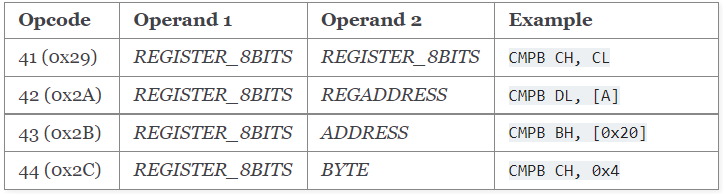 Opcode Operand 1 Operand 2 Example
41 (0x29) REGISTER_8BITS REGISTER_8BITS CMPB CH, CL
42 (0x2A) REGISTER_8BITS REGADDRESS CMPB DL, [A]
43 (0x2B) REGISTER_8BITS ADDRESS CMPB BH, [0x20]
44 (0x2C) REGISTER_8BITS BYTE CMPB CH, 0x4